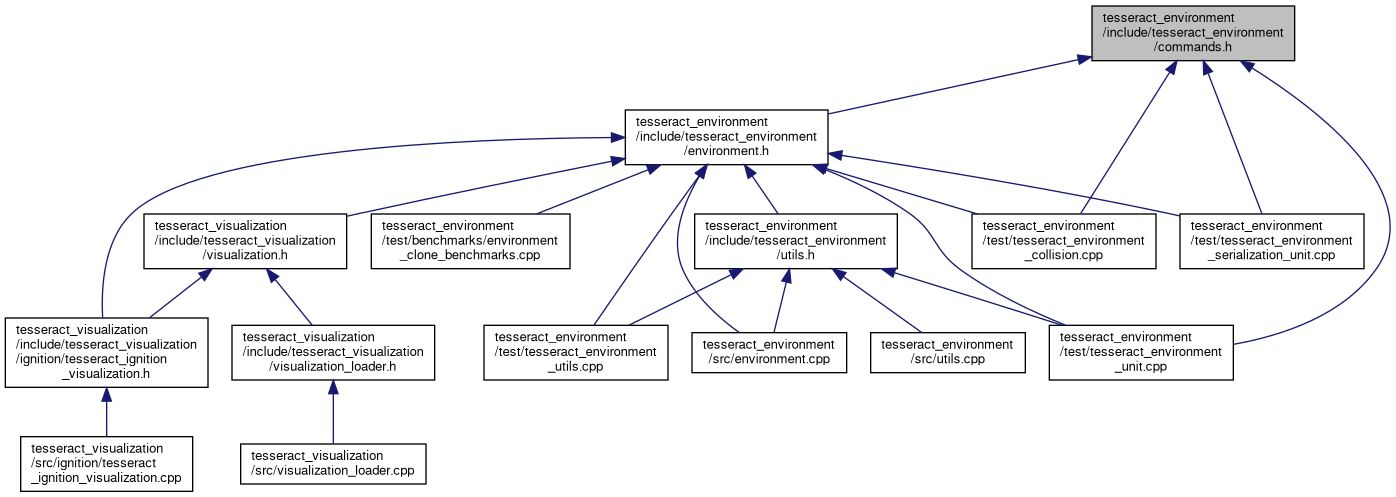 tesseract_environment
/include/tesseract_environment
/commands.h
tesseract_environment
/include/tesseract_environment
/environment.h
tesseract_visualization
/include/tesseract_visualization
/visualization.h
tesseract_environment
/test/benchmarks/environment
_clone_benchmarks.cpp
tesseract_environment
/include/tesseract_environment
/utils.h
tesseract_environment
/test/tesseract_environment
_collision.cpp
tesseract_environment
/test/tesseract_environment
_serialization_unit.cpp
tesseract_visualization
/include/tesseract_visualization
/ignition/tesseract_ignition
_visualization.h
tesseract_visualization
/include/tesseract_visualization
/visualization_loader.h
tesseract_environment
/test/tesseract_environment
_utils.cpp
tesseract_environment
/src/environment.cpp
tesseract_environment
/src/utils.cpp
tesseract_environment
/test/tesseract_environment
_unit.cpp
tesseract_visualization
/src/ignition/tesseract
_ignition_visualization.cpp
tesseract_visualization
/src/visualization_loader.cpp